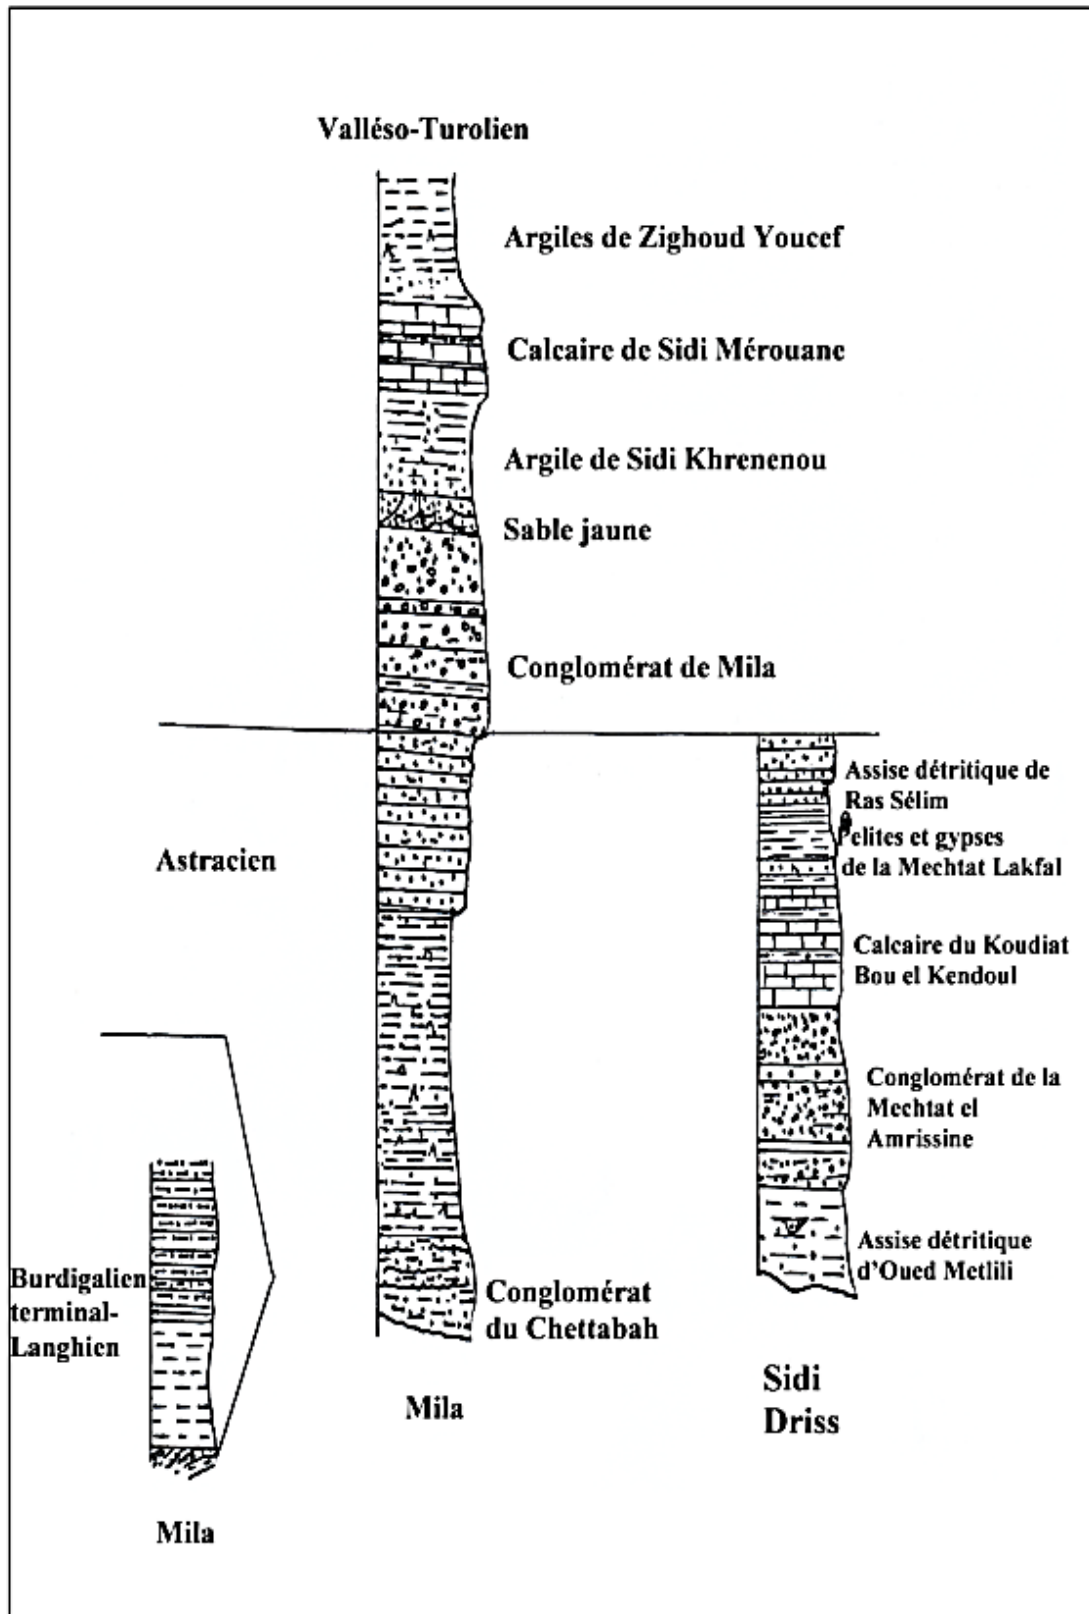 Valléso-Turolien
Argiles de Zighoud Youcef
Calcaire de Sidi Mérouane
Argile de Sidi Khrenenou
Sable jaune
Conglomérat de Mila
Assise détritique de
Ras Sélim
Pelites et gypses
de la Mechtat Lakfal
Astracien
Calcaire du Koudiat
Bou el Kendoul
Conglomérat de la
Mechtat el
Amrissine
Assise détritique
d'Oued Metlili
Burdigalien
terminal-
Langhien
Conglomérat
du Chettabah
Mila
Sidi
Driss
Mila